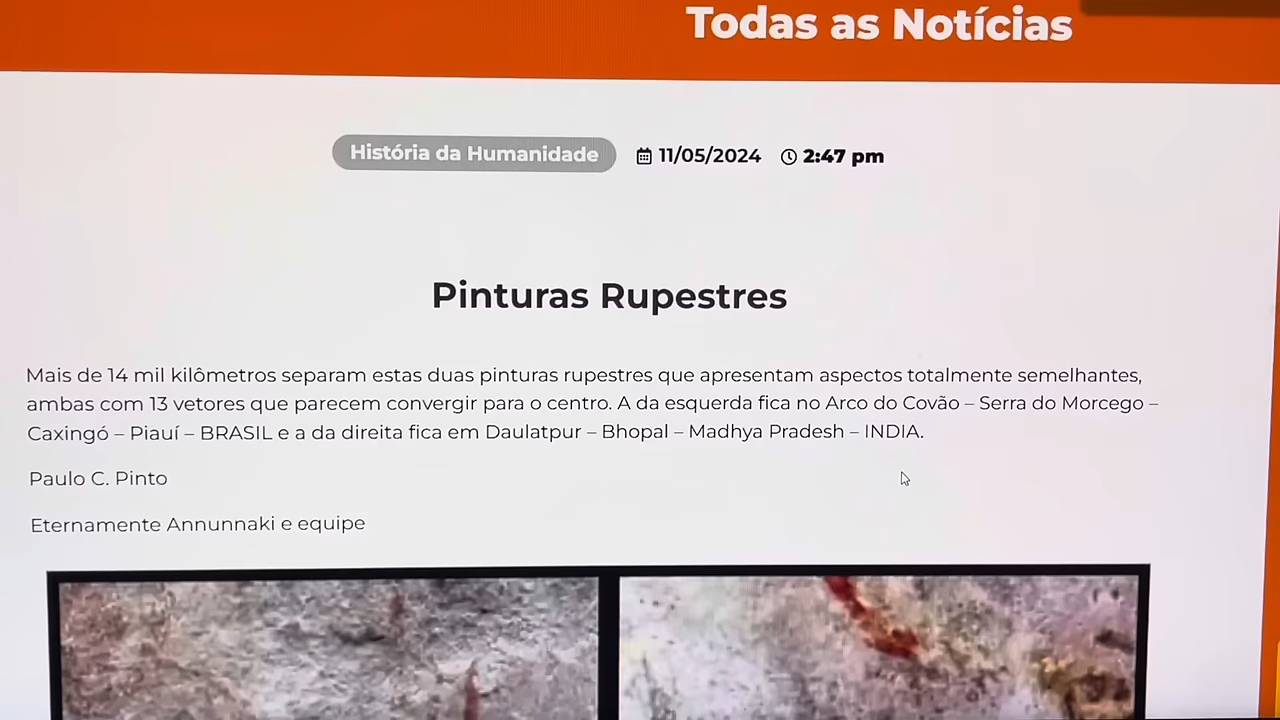 Todas as Notícias
História da Humanidade 11/05/2024 2:47 pm
Pinturas Rupestres
Mais de 14 mil kilômetros separam estas duas pinturas rupestres que apresentam aspectos totalmente semelhantes,
ambas com 13 vetores que parecem convergir para o centro. A da esquerda fica no Arco do Covão – Serra do Morcego –
Caxingó – Piauí – BRASIL e a da direita fica em Daulatpur – Bhopal – Madhya Pradesh – INDIA.
Paulo C. Pinto
Eternamente Annunnaki e equipe